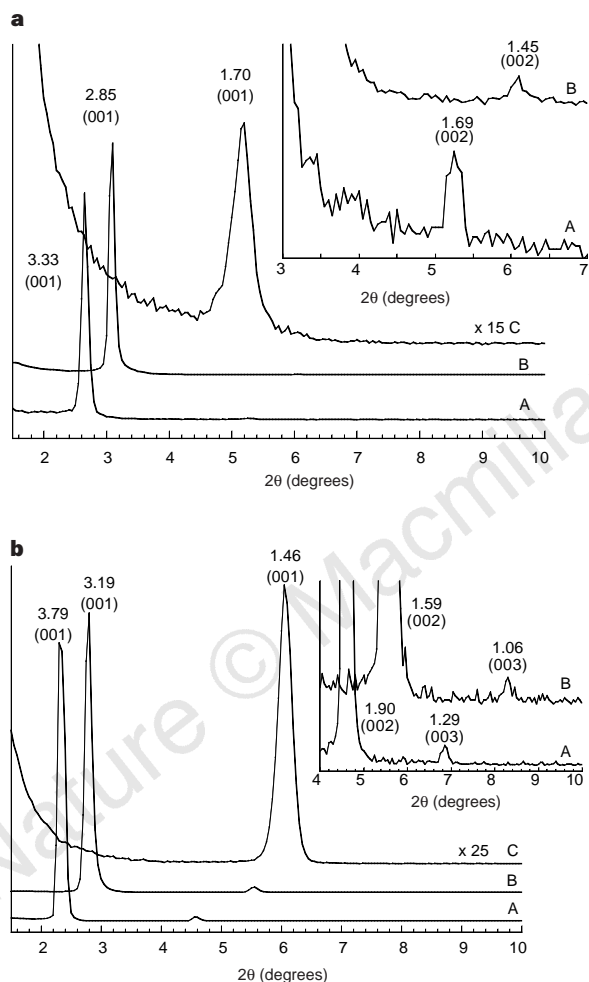 a
1.70
(001)
2.85
(001)
3.33
(001)
x 15 C
B
A
2 3 4 5 6 7 8 9 10
2θ (degrees)
1.45
(002)
B
1.69
(002)
A
3 4 5 6 7
2θ (degrees)
b
1.46
(001)
3.19
(001)
3.79
(001)
x 25 C
B
A
2 3 4 5 6 7 8 9 10
2θ (degrees)
1.59
(002)
1.06
(003)
B
1.90
(002)
1.29
(003)
A
4 5 6 7 8 9 10
2θ (degrees)
Nature © Macmilla